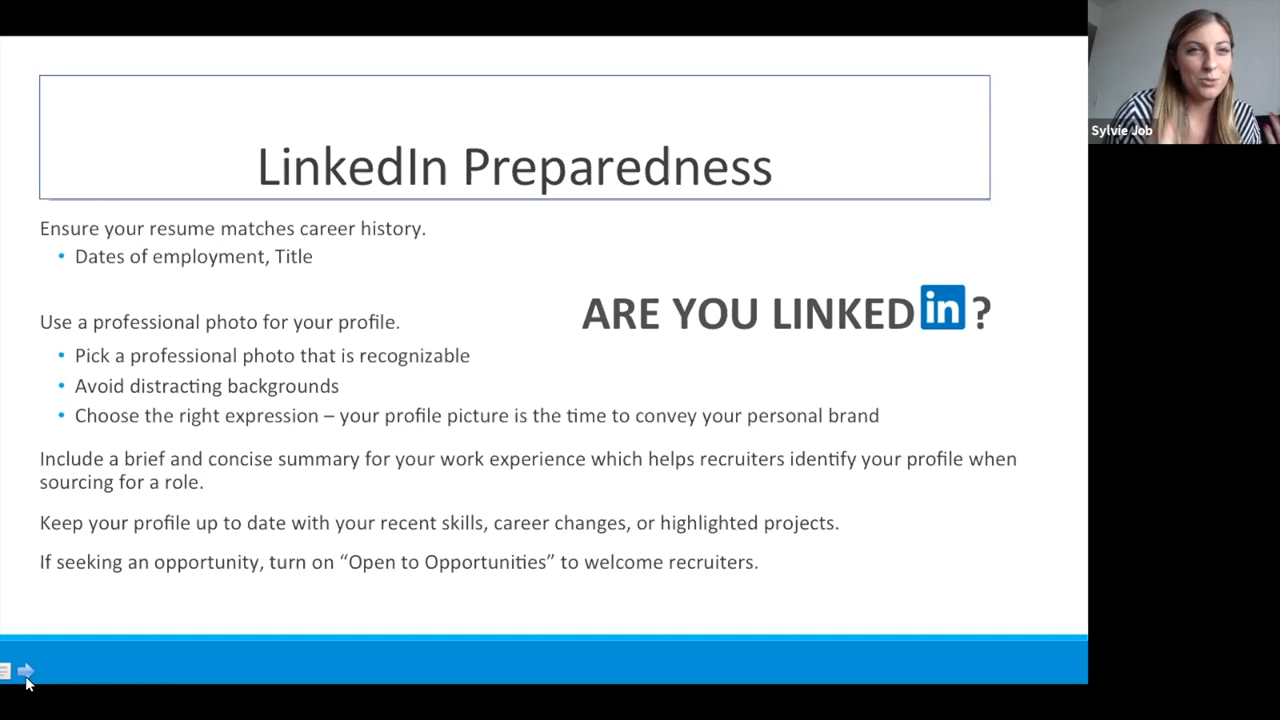 Sylvie Job
LinkedIn Preparedness
Ensure your resume matches career history.
• Dates of employment, Title
ARE YOU LINKED in ?
Use a professional photo for your profile.
• Pick a professional photo that is recognizable
• Avoid distracting backgrounds
• Choose the right expression – your profile picture is the time to convey your personal brand
Include a brief and concise summary for your work experience which helps recruiters identify your profile when
sourcing for a role.
Keep your profile up to date with your recent skills, career changes, or highlighted projects.
If seeking an opportunity, turn on “Open to Opportunities” to welcome recruiters.